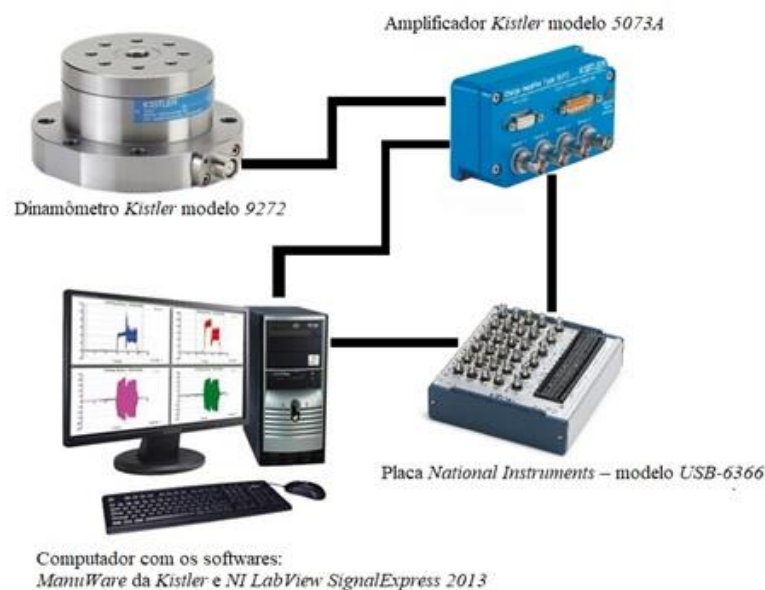 Amplificador Kistler modelo 5073A
KISTLER
Dinamômetro Kistler modelo 9272
Placa National Instruments – modelo USB-6366
Computador com os softwares:
ManuWare da Kistler e NI LabView SignalExpress 2013